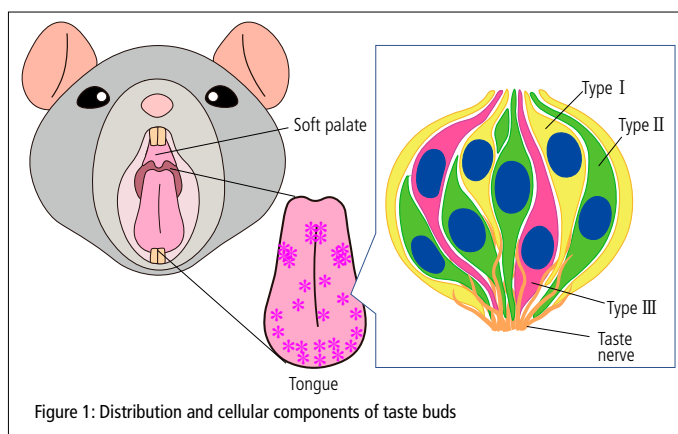 Soft palate
Tongue
Type Ⅰ
Type Ⅱ
Type Ⅲ
Taste
nerve
Figure 1: Distribution and cellular components of taste buds